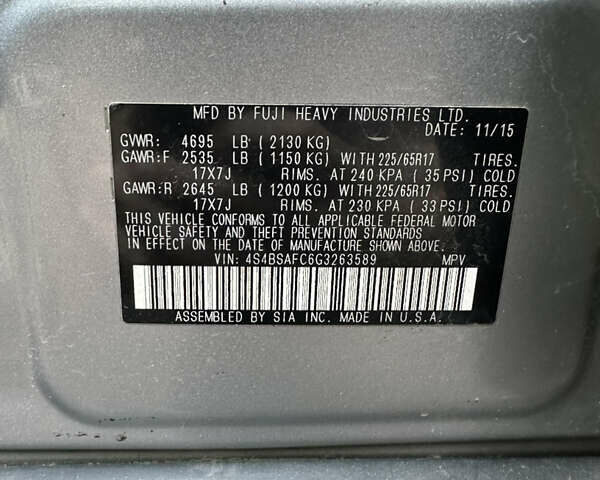 MFD BY FUJI HEAVY INDUSTRIES LTD.
DATE: 11/15
GVWR: 4695 LB (2130 KG)
GAWR:F 2535 LB (1150 KG) WITH 225/65R17 TIRES.
17X7J RIMS. AT 240 KPA (35 PSI) COLD
GAWR:R 2645 LB (1200 KG) WITH 225/65R17 TIRES.
17X7J RIMS. AT 230 KPA (33 PSI) COLD
THIS VEHICLE CONFORMS TO ALL APPLICABLE FEDERAL MOTOR
VEHICLE SAFETY AND THEFT PREVENTION STANDARDS
IN EFFECT ON THE DATE OF MANUFACTURE SHOWN ABOVE.
VIN: 4S4BSAFC6G3263589 MPV
ASSEMBLED BY SIA INC. MADE IN U.S.A.